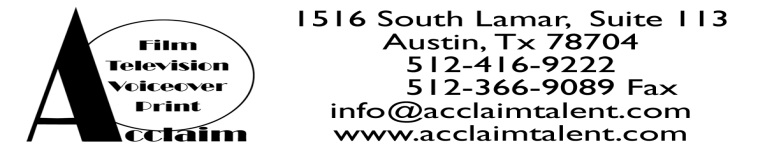 Film
Television
Voiceover
Print
Acclaim
1516 South Lamar, Suite 113
Austin, Tx 78704
512-416-9222
512-366-9089 Fax
info@acclaimtalent.com
www.acclaimtalent.com